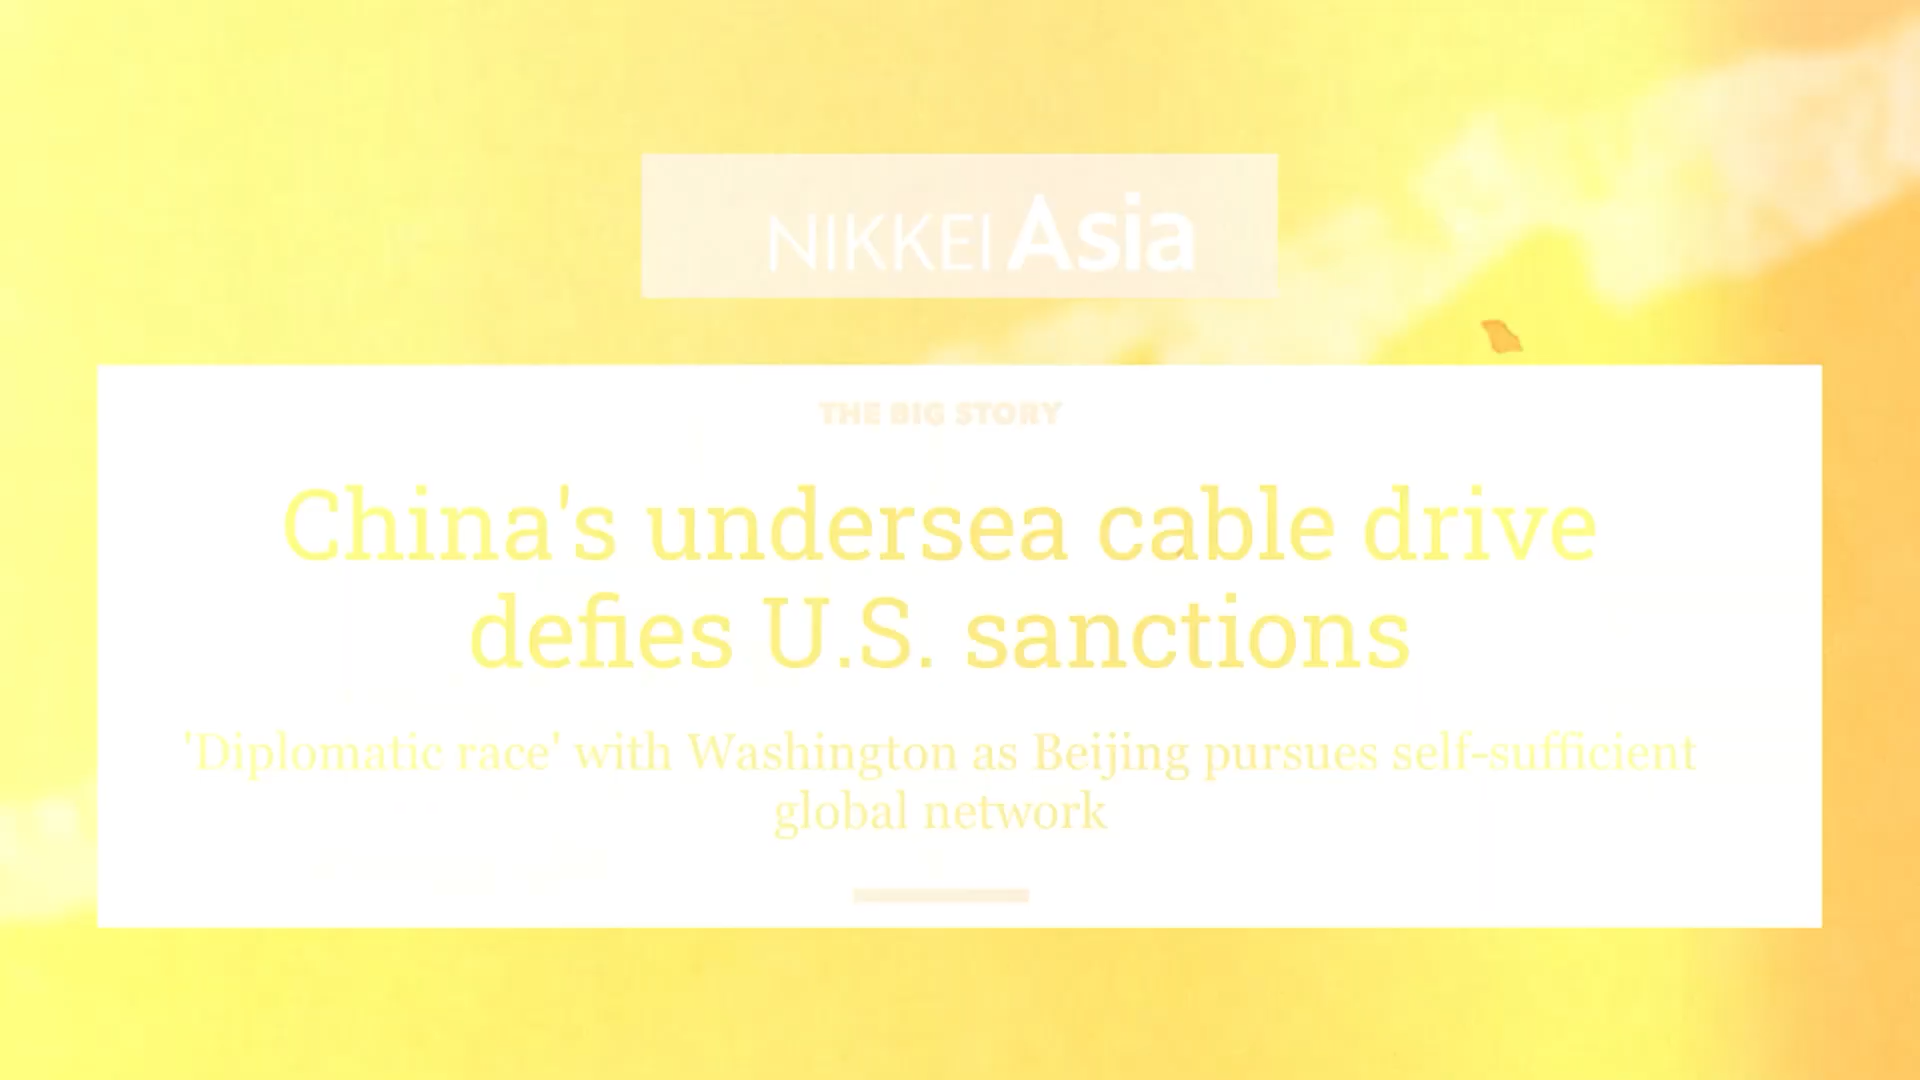 NIKKEI Asia
THE BIG STORY
China's undersea cable drive
defies U.S. sanctions
'Diplomatic race' with Washington as Beijing pursues self-sufficient
global network